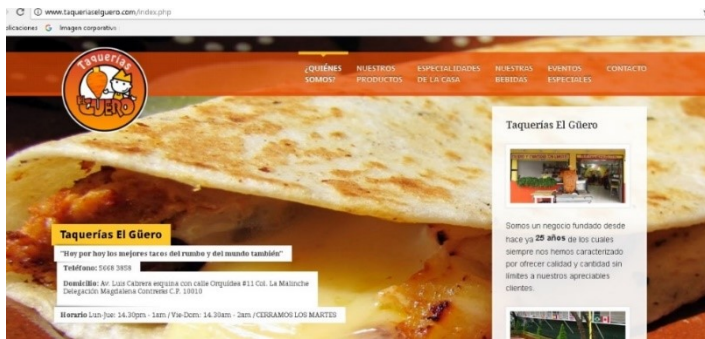 www.taqueriaselguero.com/index.php
plicaciones G Imagen corporativo
Taquerías
EL GÜERO
¿QUIÉNES SOMOS?
NUESTROS PRODUCTOS
ESPECIALIDADES DE LA CASA
NUESTRAS BEBIDAS
EVENTOS ESPECIALES
CONTACTO
Taquerías El Güero
"Hoy por hoy los mejores tacos del rumbo y del mundo también"
Teléfono: 5668 3958
Domicilio: Av. Luis Cabrera esquina con calle Orquídea #11 Col. La Malinche
Delegación Magdalena Contreras C.P. 10010
Horario Lun-Jue: 14.30pm - 1am / Vie-Dom: 14.30am - 2am / CERRAMOS LOS MARTES
Taquerías El Güero
Somos un negocio fundado desde
hace ya 25 años de los cuales
siempre nos hemos caracterizado
por ofrecer calidad y cantidad sin
límites a nuestros apreciables
clientes.